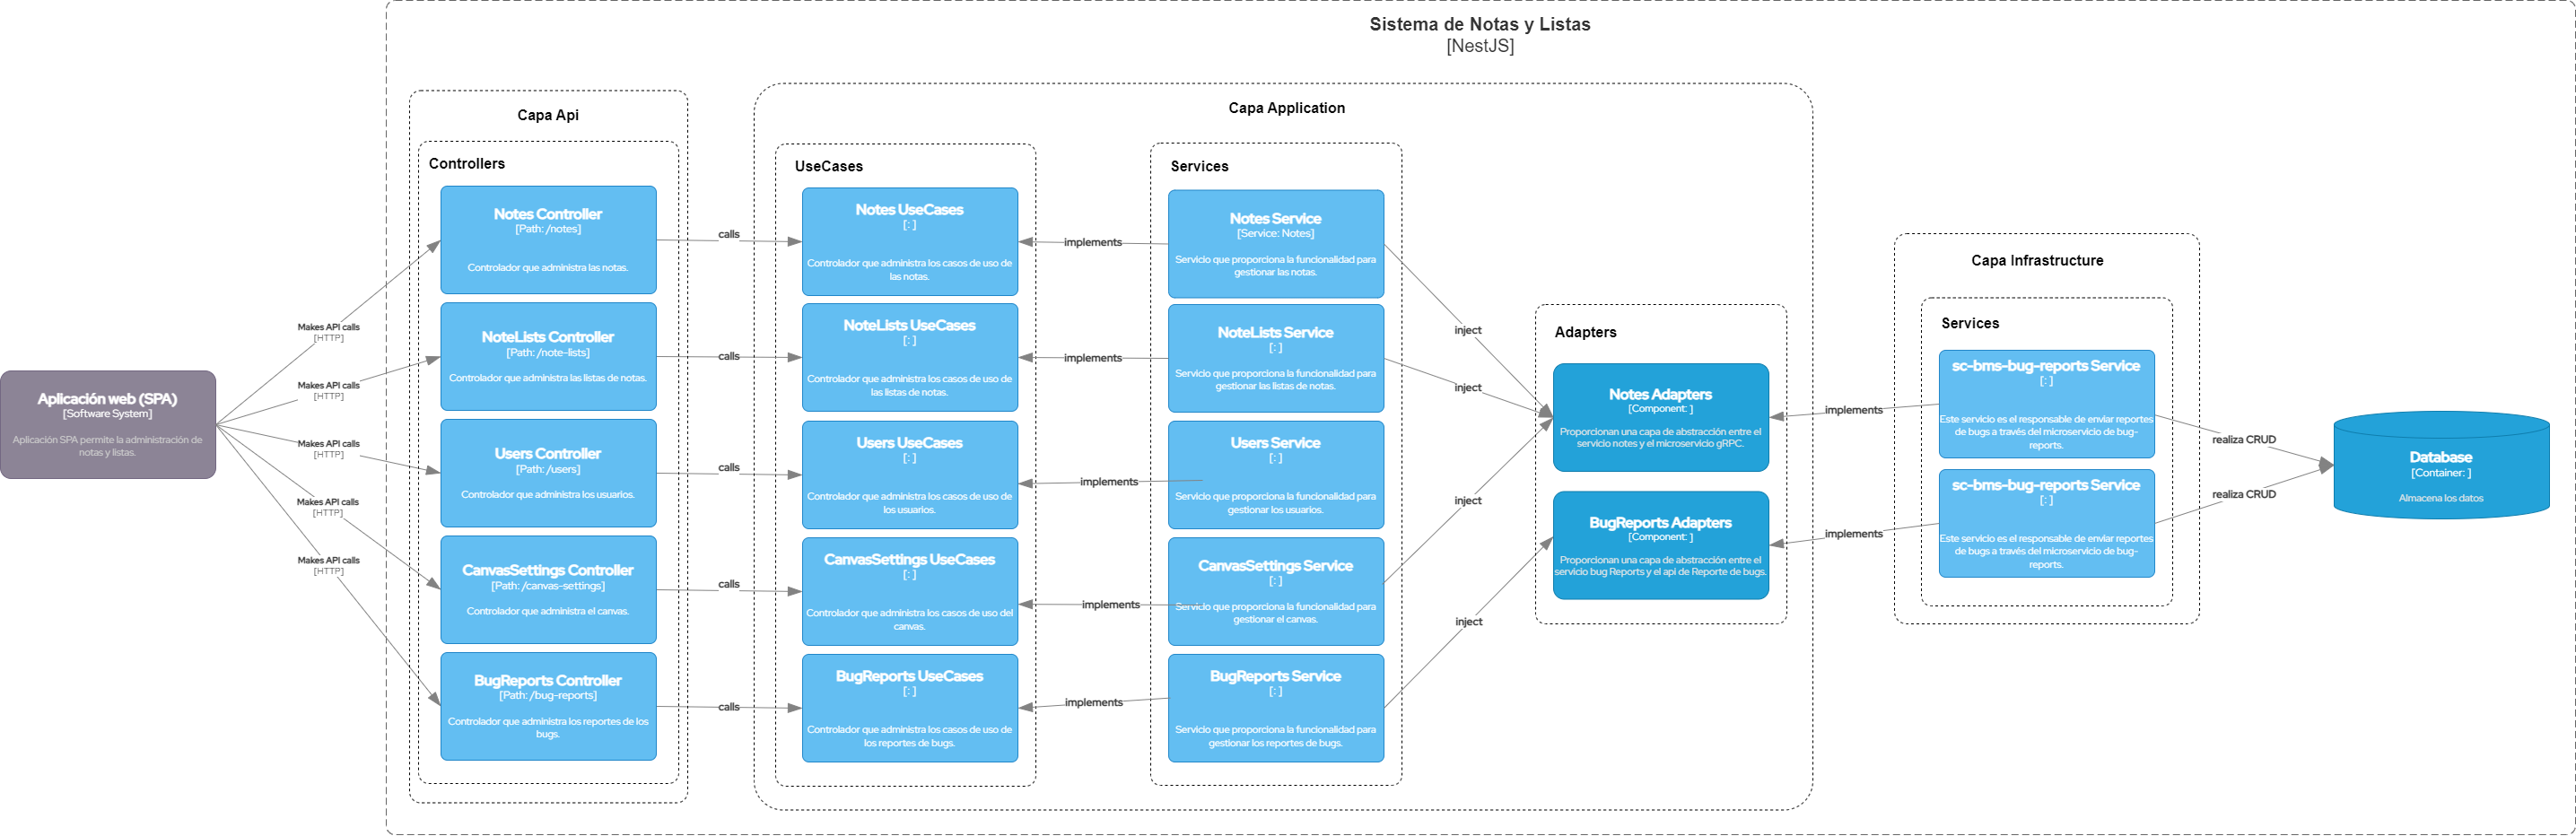 Sistema de Notas y Listas
[NestJS]
Capa Api
Controllers
Notes Controller
[Path: /notes]
Controlador que administra las notas.
NoteLists Controller
[Path: /note-lists]
Controlador que administra las listas de notas.
Users Controller
[Path: /users]
Controlador que administra los usuarios.
CanvasSettings Controller
[Path: /canvas-settings]
Controlador que administra el canvas.
BugReports Controller
[Path: /bug-reports]
Controlador que administra los reportes de los
bugs.
Aplicación web (SPA)
[Software System]
Aplicación SPA permite la administración de
notas y listas.
Makes API calls
[HTTP]
Makes API calls
[HTTP]
Makes API calls
[HTTP]
Makes API calls
[HTTP]
Makes API calls
[HTTP]
calls
calls
calls
calls
calls
Capa Application
UseCases
Notes UseCases
[: ]
Controlador que administra los casos de uso de
las notas.
NoteLists UseCases
[: ]
Controlador que administra los casos de uso de
las listas de notas.
Users UseCases
[: ]
Controlador que administra los casos de uso de
los usuarios.
CanvasSettings UseCases
[: ]
Controlador que administra los casos de uso del
canvas.
BugReports UseCases
[: ]
Controlador que administra los casos de uso de
los reportes de bugs.
implements
implements
implements
implements
implements
Services
Notes Service
[Service: Notes]
Servicio que proporciona la funcionalidad para
gestionar las notas.
NoteLists Service
[: ]
Servicio que proporciona la funcionalidad para
gestionar las listas de notas.
Users Service
[: ]
Servicio que proporciona la funcionalidad para
gestionar los usuarios.
CanvasSettings Service
[: ]
Servicio que proporciona la funcionalidad para
gestionar el canvas.
BugReports Service
[: ]
Servicio que proporciona la funcionalidad para
gestionar los reportes de bugs.
inject
inject
inject
inject
Adapters
Notes Adapters
[Component: ]
Proporcionan una capa de abstracción entre el
servicio notes y el microservicio gRPC.
BugReports Adapters
[Component: ]
Proporcionan una capa de abstracción entre el
servicio bug Reports y el api de Reporte de bugs.
implements
implements
Capa Infrastructure
Services
sc-bms-bug-reports Service
[: ]
Este servicio es el responsable de enviar reportes
de bugs a través del microservicio de bug-
reports.
sc-bms-bug-reports Service
[: ]
Este servicio es el responsable de enviar reportes
de bugs a través del microservicio de bug-
reports.
realiza CRUD
realiza CRUD
Database
[Container: ]
Almacena los datos